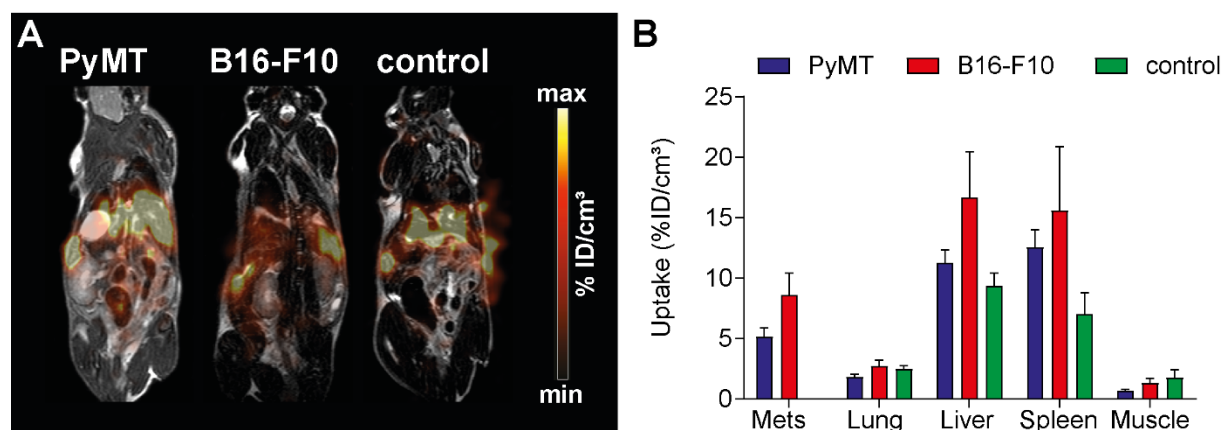 A
PyMT B16-F10 control
max
% ID/cm³
min
B
PyMT B16-F10 control
Uptake (%ID/cm³)
25
20
15
10
5
0
Mets Lung Liver Spleen Muscle